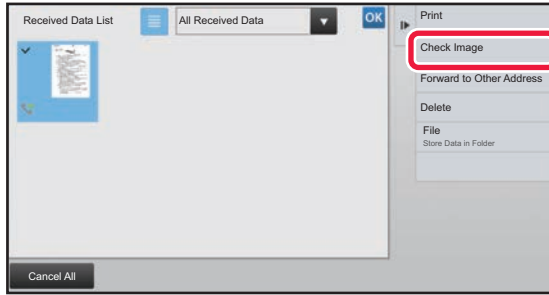 Received Data List
All Received Data
OK
Print
Check Image
Forward to Other Address
Delete
File
Store Data in Folder
Cancel All